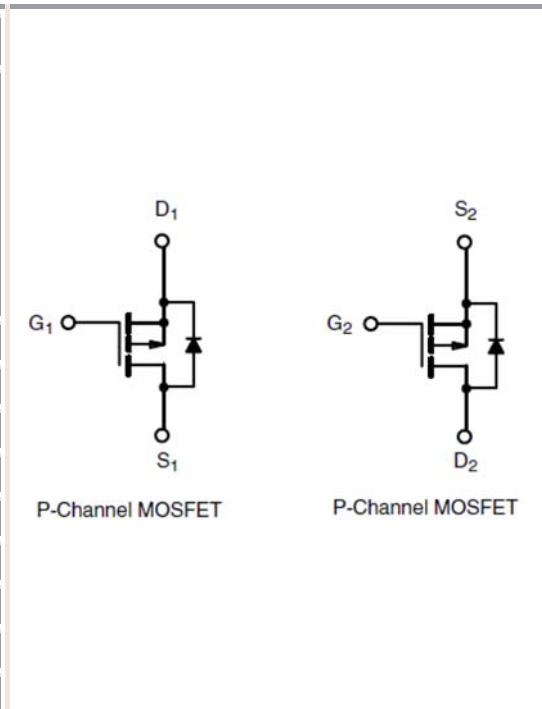 D₁ S₂
G₁ G₂
S₁ D₂
P-Channel MOSFET P-Channel MOSFET